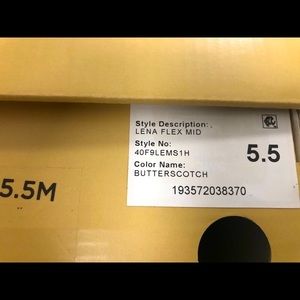 Style Description: .
LENA FLEX MID
Style No:
40F9LEMS1H
5.5
Color Name:
BUTTERSCOTCH
193572038370
5.5M